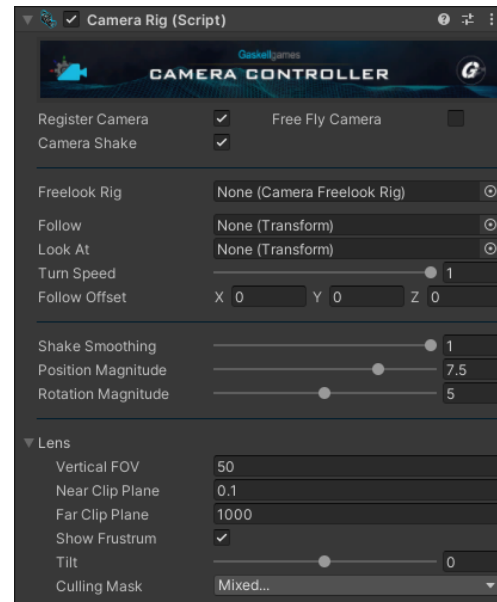 Camera Rig (Script)
Gaskellgames
CAMERA CONTROLLER
G
Register Camera Free Fly Camera
Camera Shake
Freelook Rig None (Camera Freelook Rig)
Follow None (Transform)
Look At None (Transform)
Turn Speed 1
Follow Offset X 0 Y 0 Z 0
Shake Smoothing 1
Position Magnitude 7.5
Rotation Magnitude 5
Lens
Vertical FOV 50
Near Clip Plane 0.1
Far Clip Plane 1000
Show Frustrum
Tilt 0
Culling Mask Mixed...